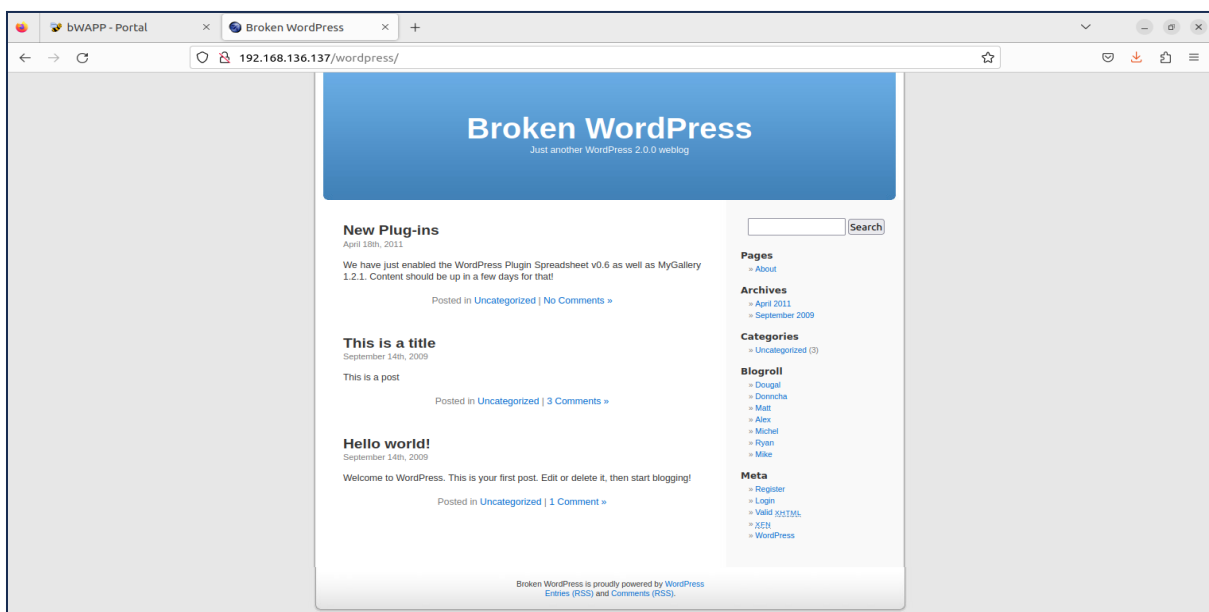 bWAPP - Portal
Broken WordPress
192.168.136.137/wordpress/
Broken WordPress
Just another WordPress 2.0.0 weblog
New Plug-ins
April 18th, 2011
We have just enabled the WordPress Plugin Spreadsheet v0.6 as well as MyGallery
1.2.1. Content should be up in a few days for that!
Posted in Uncategorized | No Comments »
This is a title
September 14th, 2009
This is a post
Posted in Uncategorized | 3 Comments »
Hello world!
September 14th, 2009
Welcome to WordPress. This is your first post. Edit or delete it, then start blogging!
Posted in Uncategorized | 1 Comment »
Search
Pages
» About
Archives
» April 2011
» September 2009
Categories
» Uncategorized (3)
Blogroll
» Dougal
» Donncha
» Matt
» Alex
» Michel
» Ryan
» Mike
Meta
» Register
» Login
» Valid XHTML
» XFN
» WordPress
Broken WordPress is proudly powered by WordPress
Entries (RSS) and Comments (RSS).